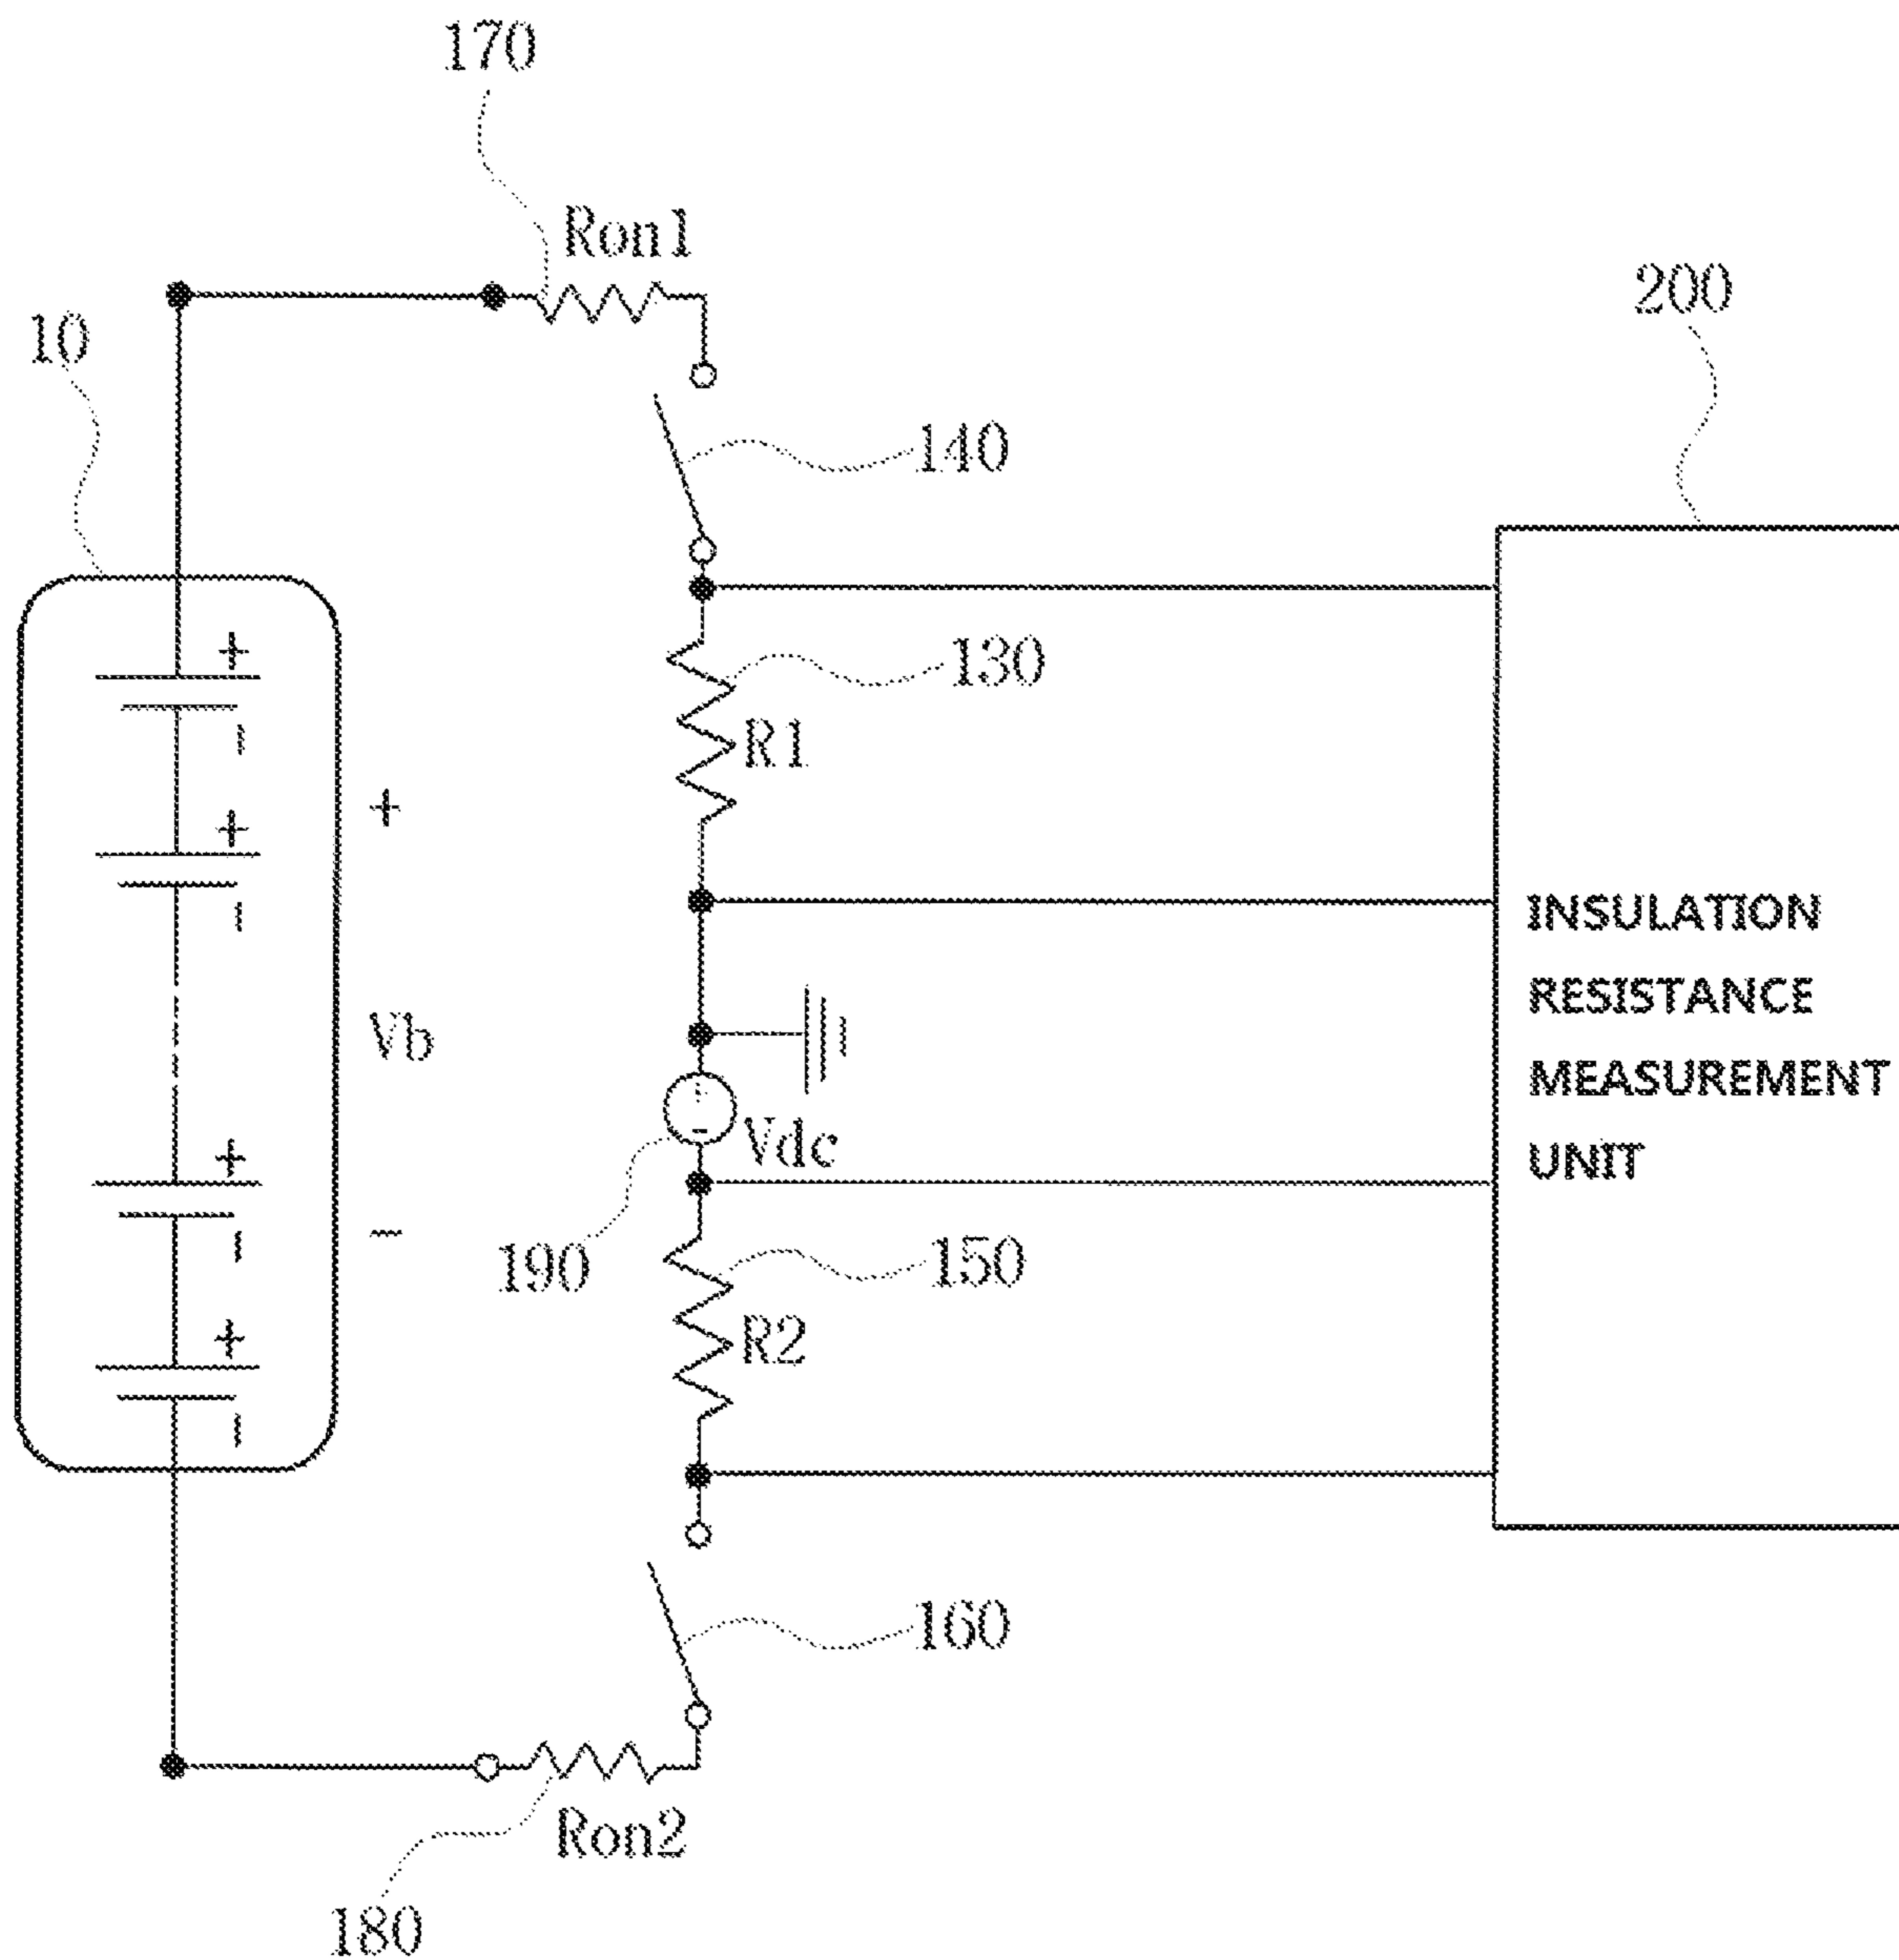 170
Ron1
200
10
140
+
-
130
R1
+
+
-
INSULATION
RESISTANCE
MEASUREMENT
UNIT
Vb
Vdc
+
-
-
190
150
R2
+
-
160
Ron2
180